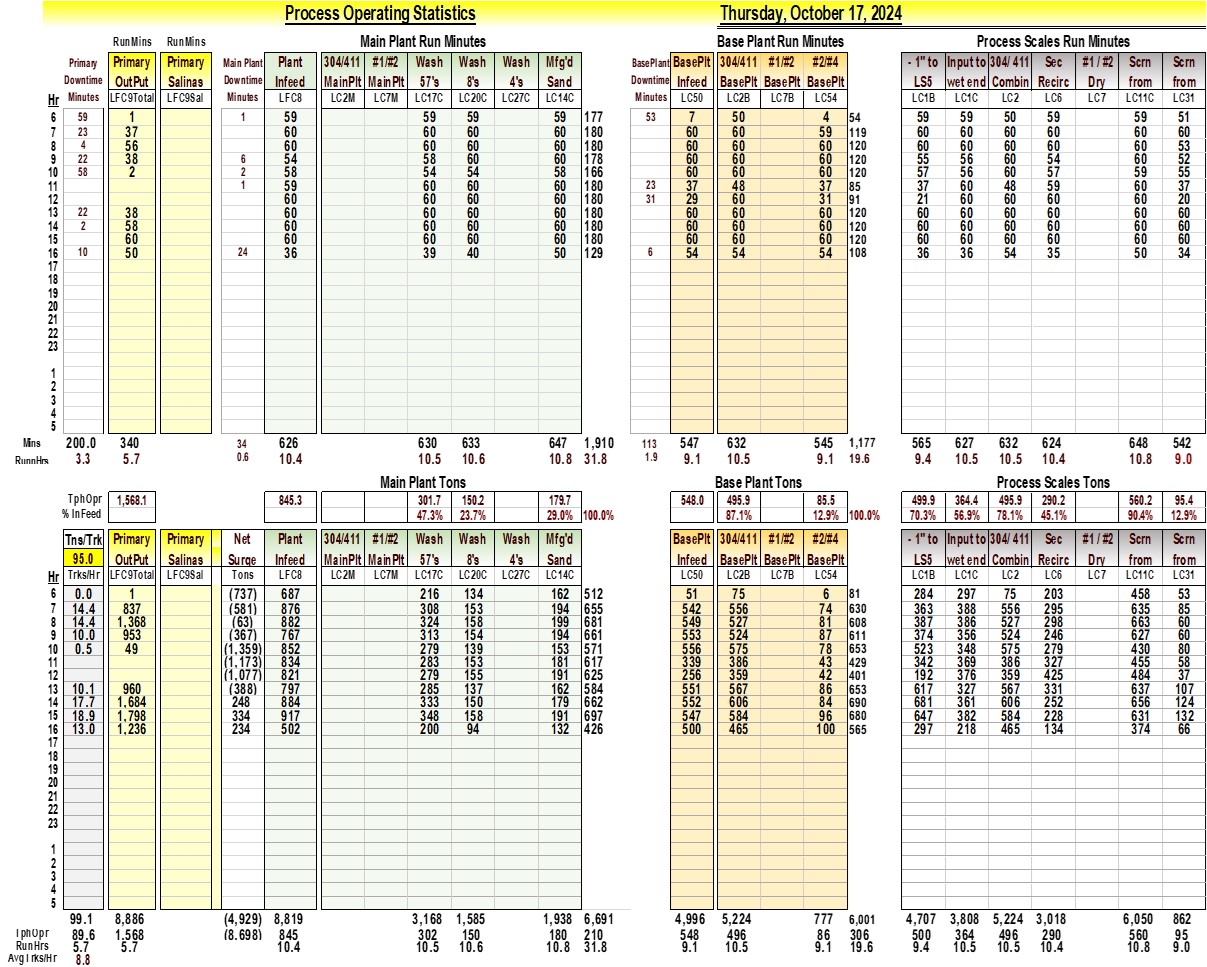 Process Operating Statistics Thursday, October 17, 2024
RunMins RunMins Main Plant Run Minutes Base Plant Run Minutes Process Scales Run Minutes
Primary Primary Primary Main Plant Plant 304/411 #1/#2 Wash Wash Wash Mfg'd BasePlant BasePlt 304/411 #1/#2 #2/#4 - 1" to Input to 304/ 411 Sec #1 / #2 Scrn Scrn
Downtime OutPut Salinas Downtime Infeed MainPlt MainPlt 57's 8's 4's Sand Downtime Infeed BasePlt BasePlt BasePlt LS5 wet end Combin Recirc Dry from from
Hr Minutes LFC9Total LFC9Sal Minutes LFC8 LC2M LC7M LC17C LC20C LC27C LC14C Minutes LC50 LC2B LC7B LC54 LC1B LC1C LC2 LC6 LC7 LC11C LC31
6 59 1 1 59 59 59 59 177 53 7 50 4 54 59 59 50 59 59 51
7 23 37 60 60 60 60 180 60 60 59 119 60 60 60 60 60 60
8 4 56 60 60 60 60 180 60 60 60 120 60 60 60 60 60 53
9 22 38 6 54 58 60 60 178 60 60 60 120 55 56 60 54 60 52
10 58 2 2 58 54 54 58 166 60 60 60 120 57 56 60 57 59 55
11 1 59 60 60 60 180 23 37 48 37 85 37 60 48 59 60 37
12 60 60 60 60 180 31 29 60 31 91 21 60 60 60 60 20
13 22 38 60 60 60 60 180 60 60 60 120 60 60 60 60 60 60
14 2 58 60 60 60 60 180 60 60 60 120 60 60 60 60 60 60
15 60 60 60 60 60 180 60 60 60 120 60 60 60 60 60 60
16 10 50 24 36 39 40 50 129 6 54 54 54 108 36 36 54 35 50 34
17
18
19
20
21
22
23
1
2
3
4
5
Mins 200.0 340 34 626 630 633 647 1,910 113 547 632 545 1,177 565 627 632 624 648 542
RunnHrs 3.3 5.7 0.6 10.4 10.5 10.6 10.8 31.8 1.9 9.1 10.5 9.1 19.6 9.4 10.5 10.5 10.4 10.8 9.0
Main Plant Tons Base Plant Tons Process Scales Tons
TphOpr 1,568.1 845.3 301.7 150.2 179.7 548.0 495.9 85.5 499.9 364.4 495.9 290.2 560.2 95.4
% InFeed 47.3% 23.7% 29.0% 100.0% 87.1% 12.9% 100.0% 70.3% 56.9% 78.1% 45.1% 90.4% 12.9%
Tns/Trk Primary Primary Net Plant 304/411 #1/#2 Wash Wash Wash Mfg'd BasePlt 304/411 #1/#2 #2/#4 - 1" to Input to 304/ 411 Sec #1 / #2 Scrn Scrn
95.0 OutPut Salinas Surge Infeed MainPlt MainPlt 57's 8's 4's Sand Infeed BasePlt BasePlt BasePlt LS5 wet end Combin Recirc Dry from from
Hr Trks/Hr LFC9Total LFC9Sal Tons LFC8 LC2M LC7M LC17C LC20C LC27C LC14C LC50 LC2B LC7B LC54 LC1B LC1C LC2 LC6 LC7 LC11C LC31
6 0.0 1 (737) 687 216 134 162 512 51 75 6 81 284 297 75 203 458 53
7 14.4 837 (581) 876 308 153 194 655 542 556 74 630 363 388 556 295 635 85
8 14.4 1,368 (63) 882 324 158 199 681 549 527 81 608 387 386 527 298 663 60
9 10.0 953 (367) 767 313 154 194 661 553 524 87 611 374 356 524 246 627 60
10 0.5 49 (1,359) 852 279 139 153 571 556 575 78 653 523 348 575 279 430 80
11 (1,173) 834 283 153 181 617 339 386 43 429 342 369 386 327 455 58
12 (1,077) 821 279 155 191 625 256 359 42 401 192 376 359 425 484 37
13 10.1 960 (388) 797 285 137 162 584 551 567 86 653 617 327 567 331 637 107
14 17.7 1,684 248 884 333 150 179 662 552 606 84 690 681 361 606 252 656 124
15 18.9 1,798 334 917 348 158 191 697 547 584 96 680 647 382 584 228 631 132
16 13.0 1,236 234 502 200 94 132 426 500 465 100 565 297 218 465 134 374 66
17
18
19
20
21
22
23
1
2
3
4
5
99.1 8,886 (4,929) 8,819 3,168 1,585 1,938 6,691 4,996 5,224 777 6,001 4,707 3,808 5,224 3,018 6,050 862
TphOpr 89.6 1,568 (8,698) 845 302 150 180 210 548 496 86 306 500 364 496 290 560 95
RunHrs 5.7 5.7 10.4 10.5 10.6 10.8 31.8 9.1 10.5 9.1 19.6 9.4 10.5 10.5 10.4 10.8 9.0
AvgTrks/Hr 8.8